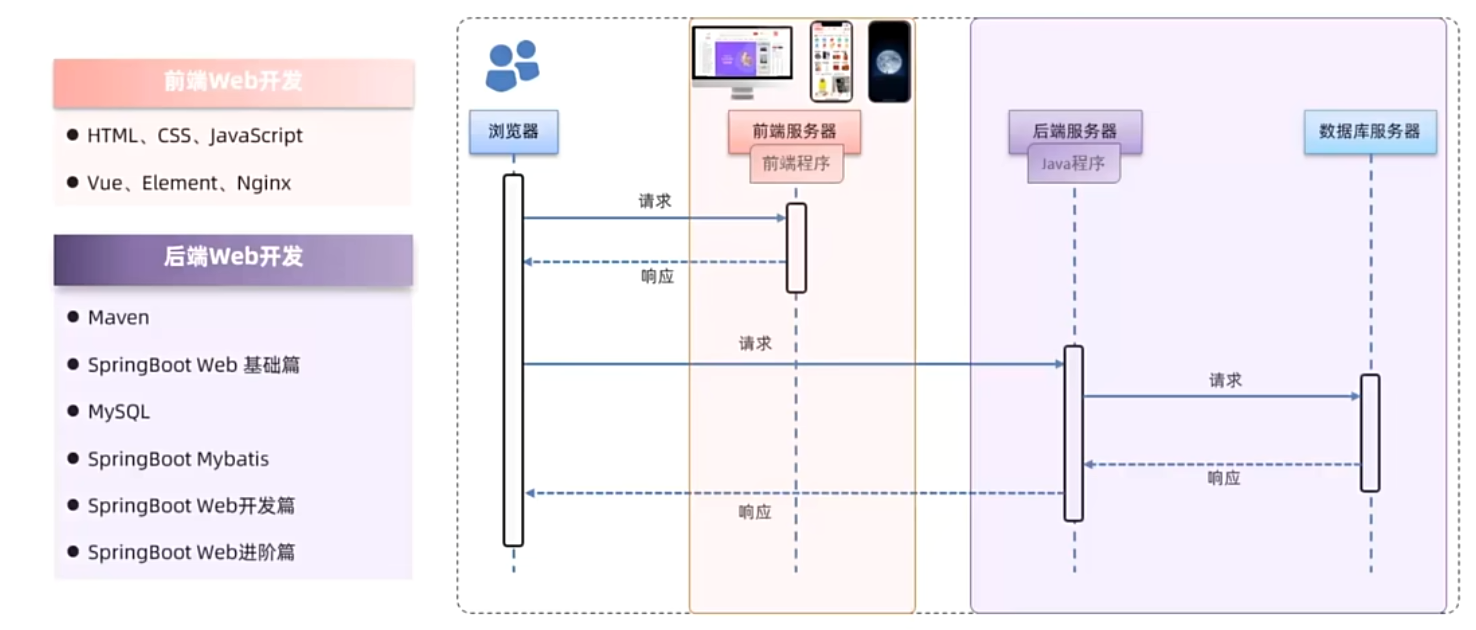 前端Web开发
HTML、CSS、JavaScript
Vue、Element、Nginx
后端Web开发
Maven
SpringBoot Web 基础篇
MySQL
SpringBoot Mybatis
SpringBoot Web开发篇
SpringBoot Web进阶篇
浏览器
前端服务器
前端程序
后端服务器
Java程序
数据库服务器
请求
响应
请求
请求
响应
响应